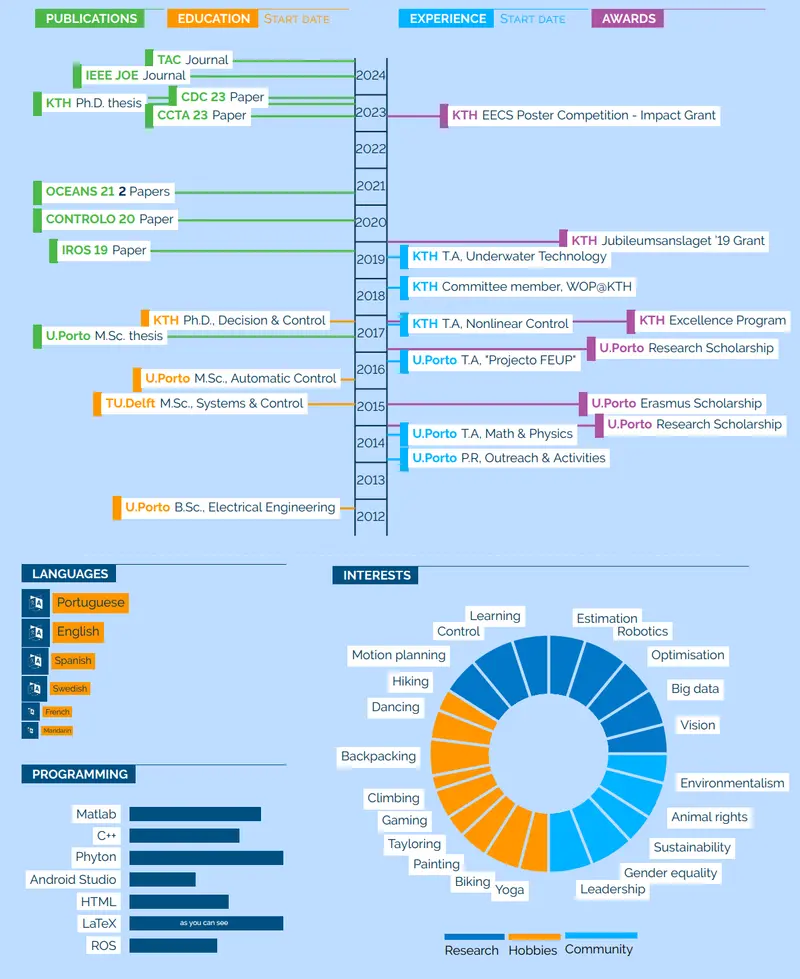 PUBLICATIONS
EDUCATION START DATE
EXPERIENCE START DATE
AWARDS
TAC Journal
IEEE JOE Journal
2024
CDC 23 Paper
KTH Ph.D. thesis
2023
CCTA 23 Paper
KTH EECS Poster Competition - Impact Grant
2022
OCEANS 21 2 Papers
2021
CONTROLO 20 Paper
2020
KTH Jubileumsanslaget '19 Grant
IROS 19 Paper
KTH T.A, Underwater Technology
2019
KTH Committee member, WOP@KTH
2018
KTH Ph.D., Decision & Control
KTH T.A, Nonlinear Control
KTH Excellence Program
U.Porto M.Sc. thesis
2017
U.Porto Research Scholarship
U.Porto T.A, "Projecto FEUP"
2016
U.Porto M.Sc., Automatic Control
TU.Delft M.Sc., Systems & Control
2015
U.Porto Erasmus Scholarship
U.Porto Research Scholarship
U.Porto T.A, Math & Physics
2014
U.Porto P.R, Outreach & Activities
2013
U.Porto B.Sc., Electrical Engineering
2012
LANGUAGES
Portuguese
English
Spanish
Swedish
French
Mandarin
PROGRAMMING
Matlab
C++
Phyton
Android Studio
HTML
LaTeX as you can see
ROS
INTERESTS
Learning
Control
Motion planning
Hiking
Dancing
Backpacking
Climbing
Gaming
Tayloring
Painting
Biking
Yoga
Estimation
Robotics
Optimisation
Big data
Vision
Environmentalism
Animal rights
Sustainability
Gender equality
Leadership
Research
Hobbies
Community